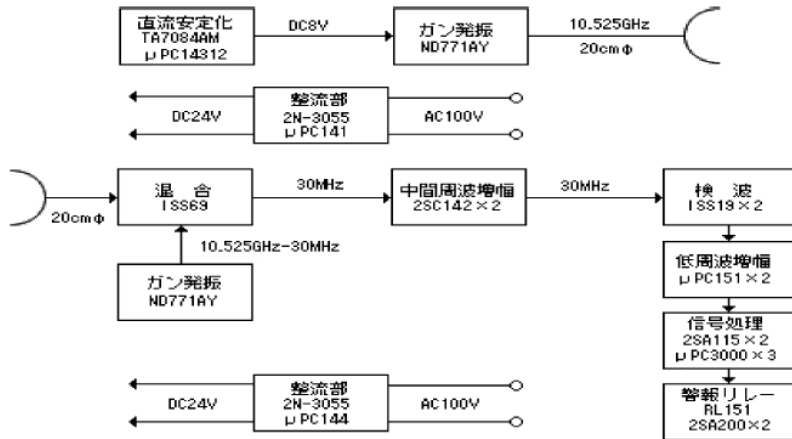 直流安定化
TA7084AM
μPC14312
DC8V
ガン発振
ND771AY
10.525GHz
20cmφ
DC24V
整流部
2N-3055
μPC141
AC100V
20cmφ
混 合
ISS69
30MHz
中間周波増幅
2SC142×2
30MHz
検 波
ISS19×2
10.525GHz-30MHz
ガン発振
ND771AY
低周波増幅
μPC151×2
信号処理
2SA115×2
μPC3000×3
DC24V
整流部
2N-3055
μPC144
AC100V
警報リレー
RL151
2SA200×2